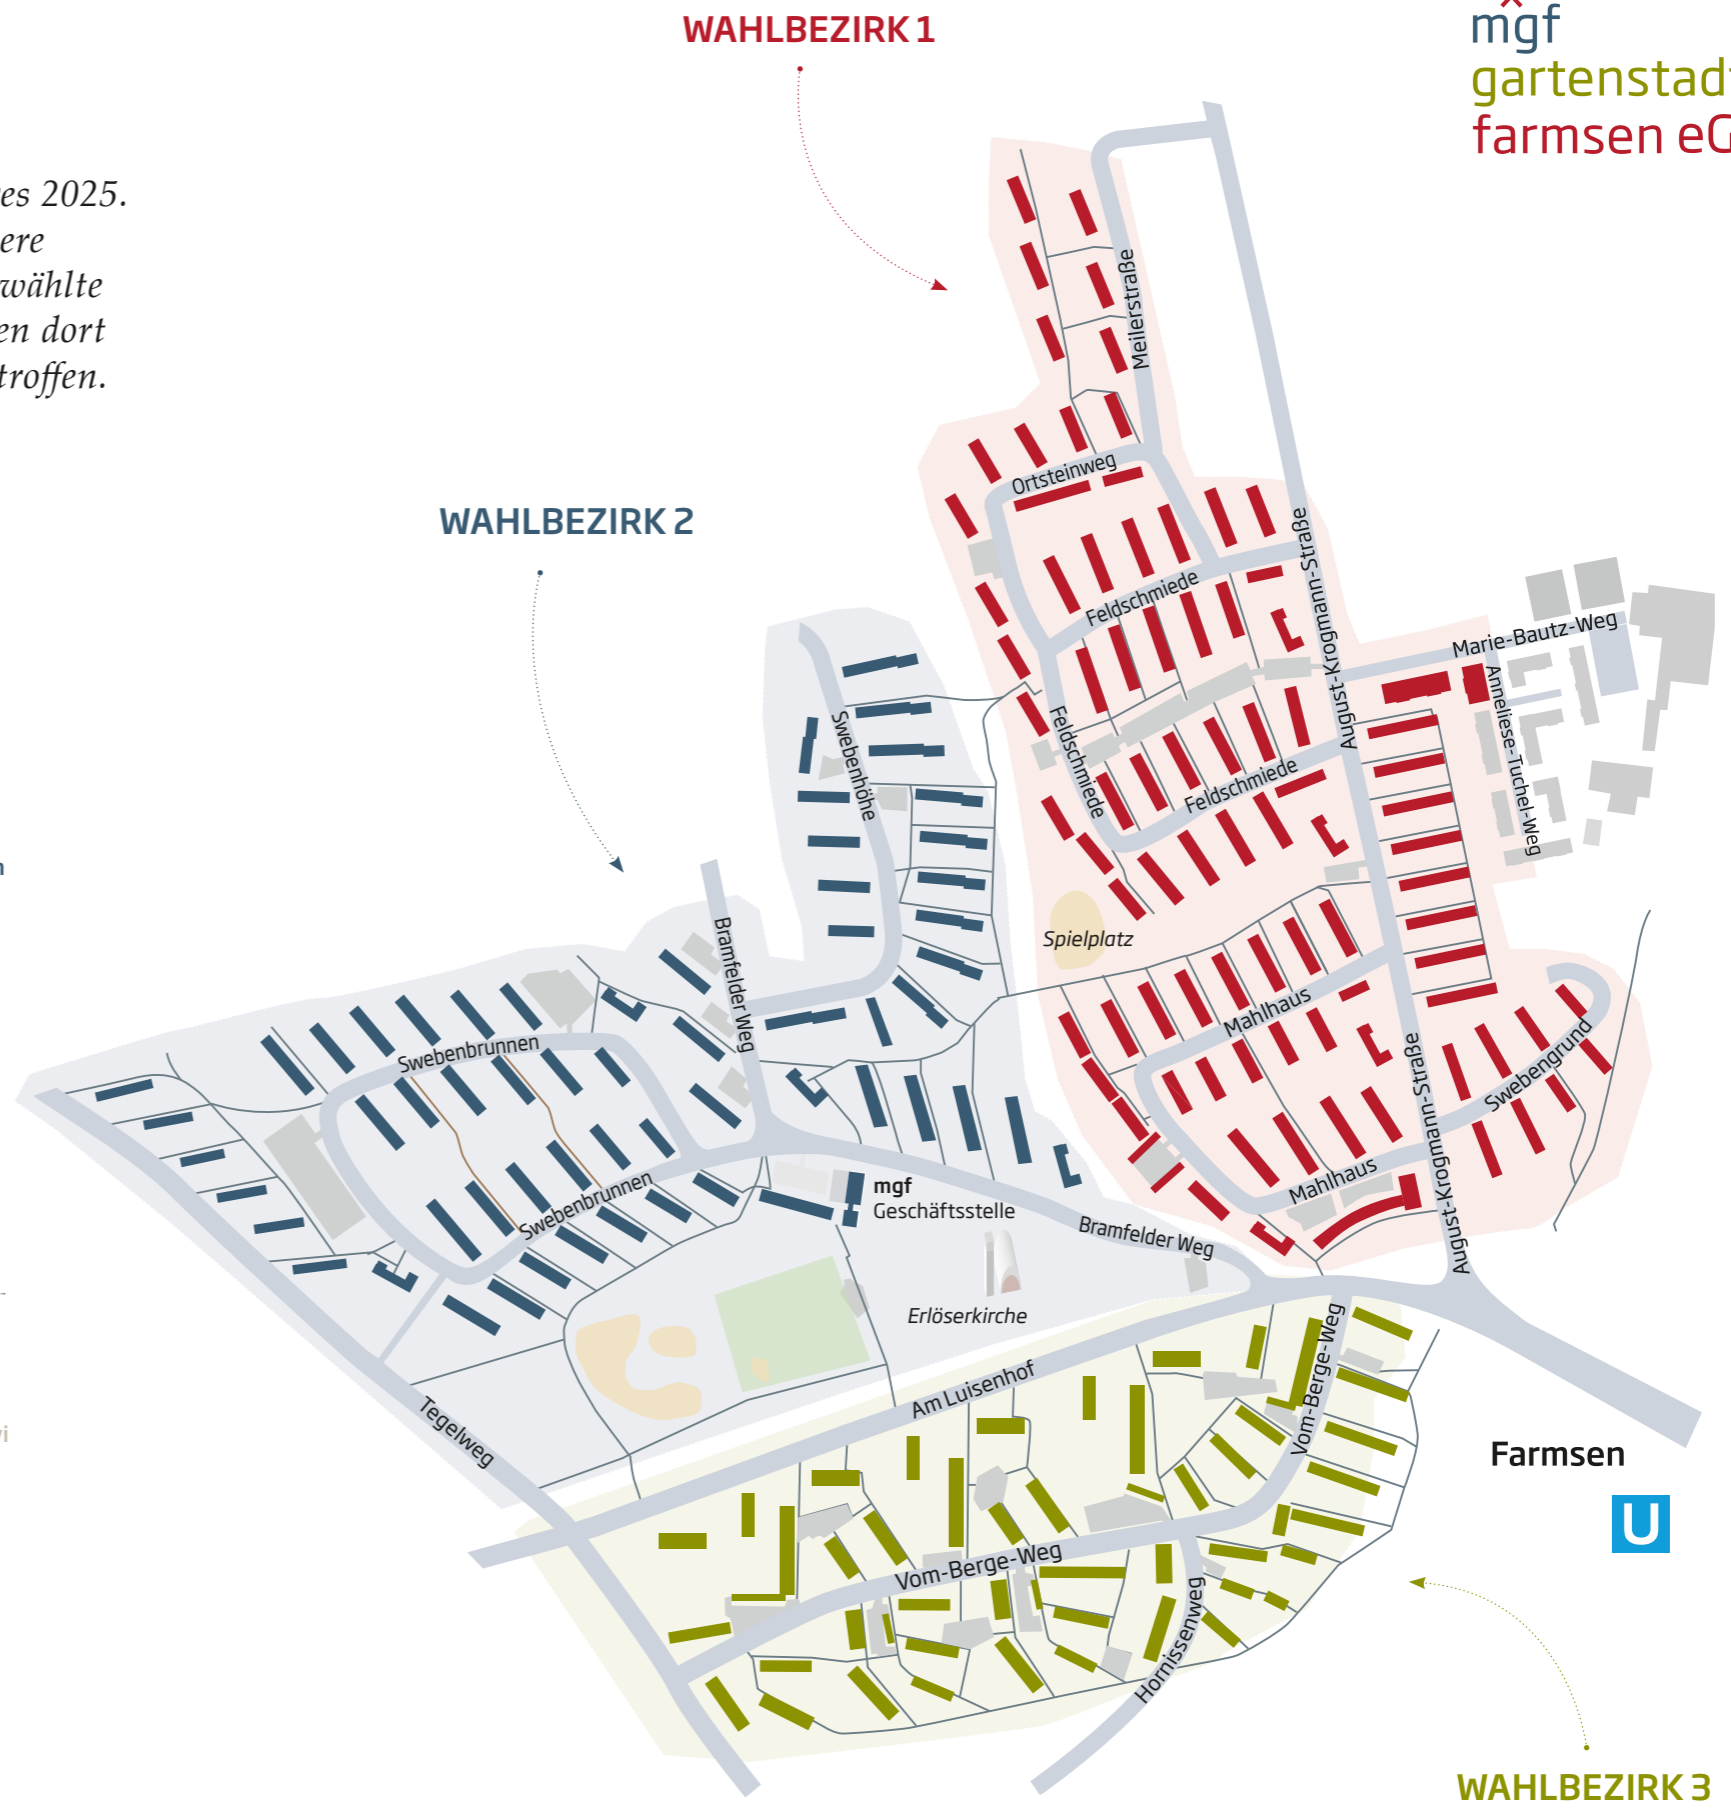 WAHLBEZIRK 1
mgf
gartenstadt
farmsen eG
es 2025.
ere
wählte
en dort
troffen.
Meilerstraße
Ortsteinweg
WAHLBEZIRK 2
August-Krogmann-Straße
Feldschmiede
Marie-Bautz-Weg
Anneliese-Tuchel-Weg
Swebenhöhe
Feldschmiede
Feldschmiede
Spielplatz
Bramfelder Weg
Mahlhaus
Swebenbrunnen
Swebengrund
August-Krogmann-Straße
Mahlhaus
Swebenbrunnen
mgf
Geschäftsstelle
Bramfelder Weg
Erlöserkirche
Vom-Berge-Weg
Am Luisenhof
Tegelweg
Farmsen
U
Vom-Berge-Weg
Hornissenweg
WAHLBEZIRK 3